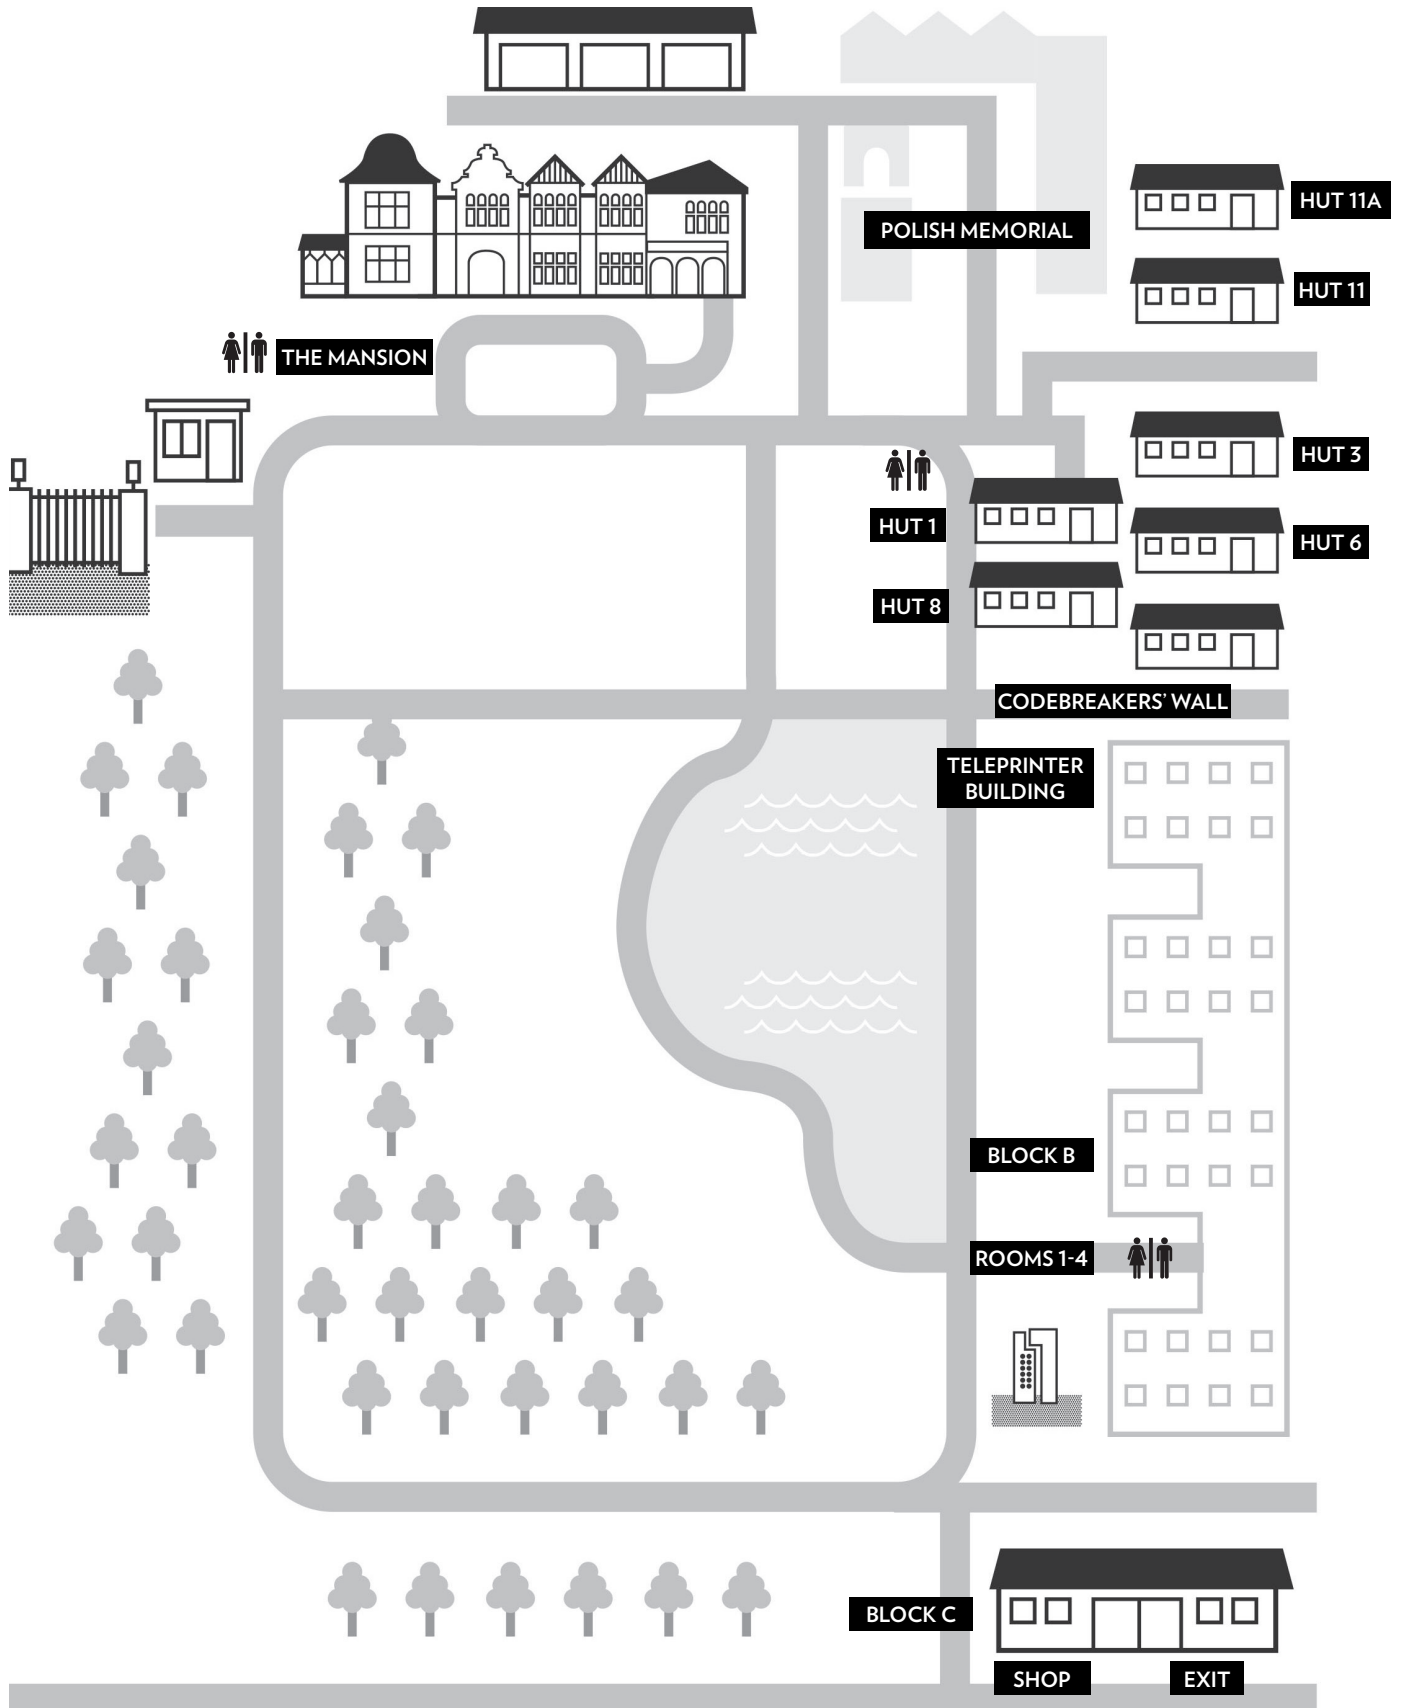 HUT 11A
POLISH MEMORIAL
HUT 11
THE MANSION
HUT 3
HUT 1
HUT 6
HUT 8
CODEBREAKERS’ WALL
TELEPRINTER
BUILDING
BLOCK B
ROOMS 1-4
BLOCK C
SHOP
EXIT